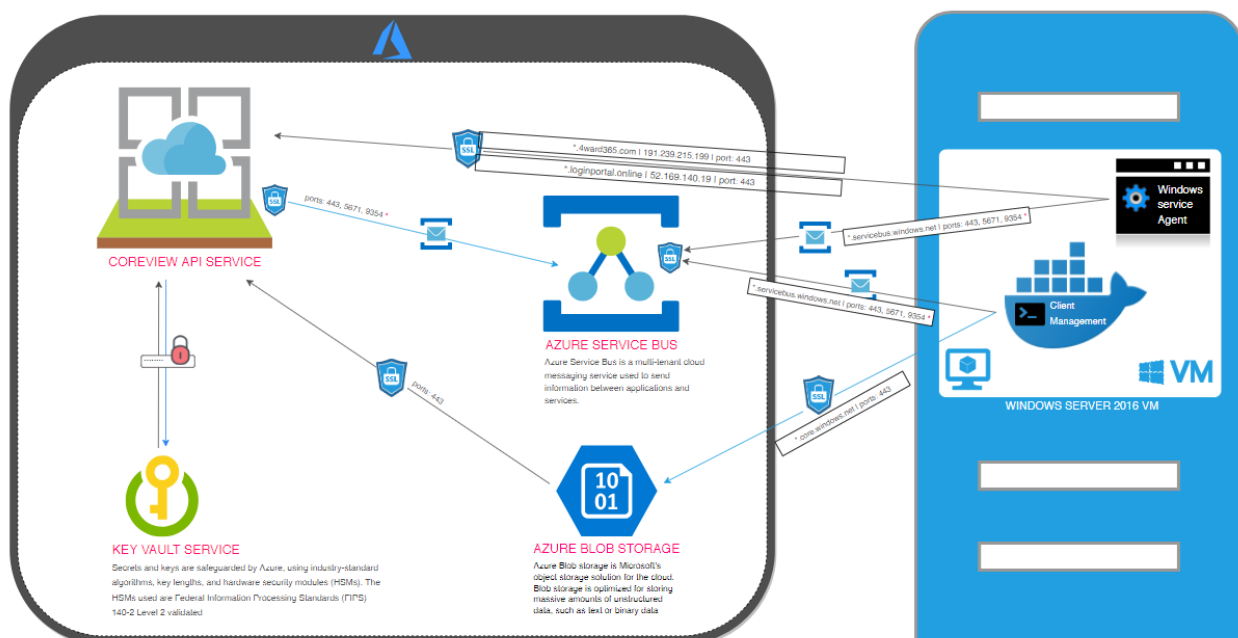 *.4ward365.com | 191.239.215.199 | port: 443
SSL
*.loginportal.online | 52.169.140.19 | port: 443
Windows
service
Agent
SSL
ports: 443, 5671, 9354 *
*.servicebus.windows.net | ports: 443, 5671, 9354 *
COREVIEW API SERVICE
SSL
*.servicebus.windows.net | ports: 443, 5671, 9354 *
Client
Management
AZURE SERVICE BUS
Azure Service Bus is a multi-tenant cloud
messaging service used to send
information between applications and
services.
SSL
ports: 443
SSL
*.core.windows.net | ports: 443
VM
WINDOWS SERVER 2016 VM
10
01
KEY VAULT SERVICE
Secrets and keys are safeguarded by Azure, using industry-standard
algorithms, key lengths, and hardware security modules (HSMs). The
HSMs used are Federal Information Processing Standards (FIPS)
140-2 Level 2 validated
AZURE BLOB STORAGE
Azure Blob storage is Microsoft's
object storage solution for the cloud.
Blob storage is optimized for storing
massive amounts of unstructured
data, such as text or binary data